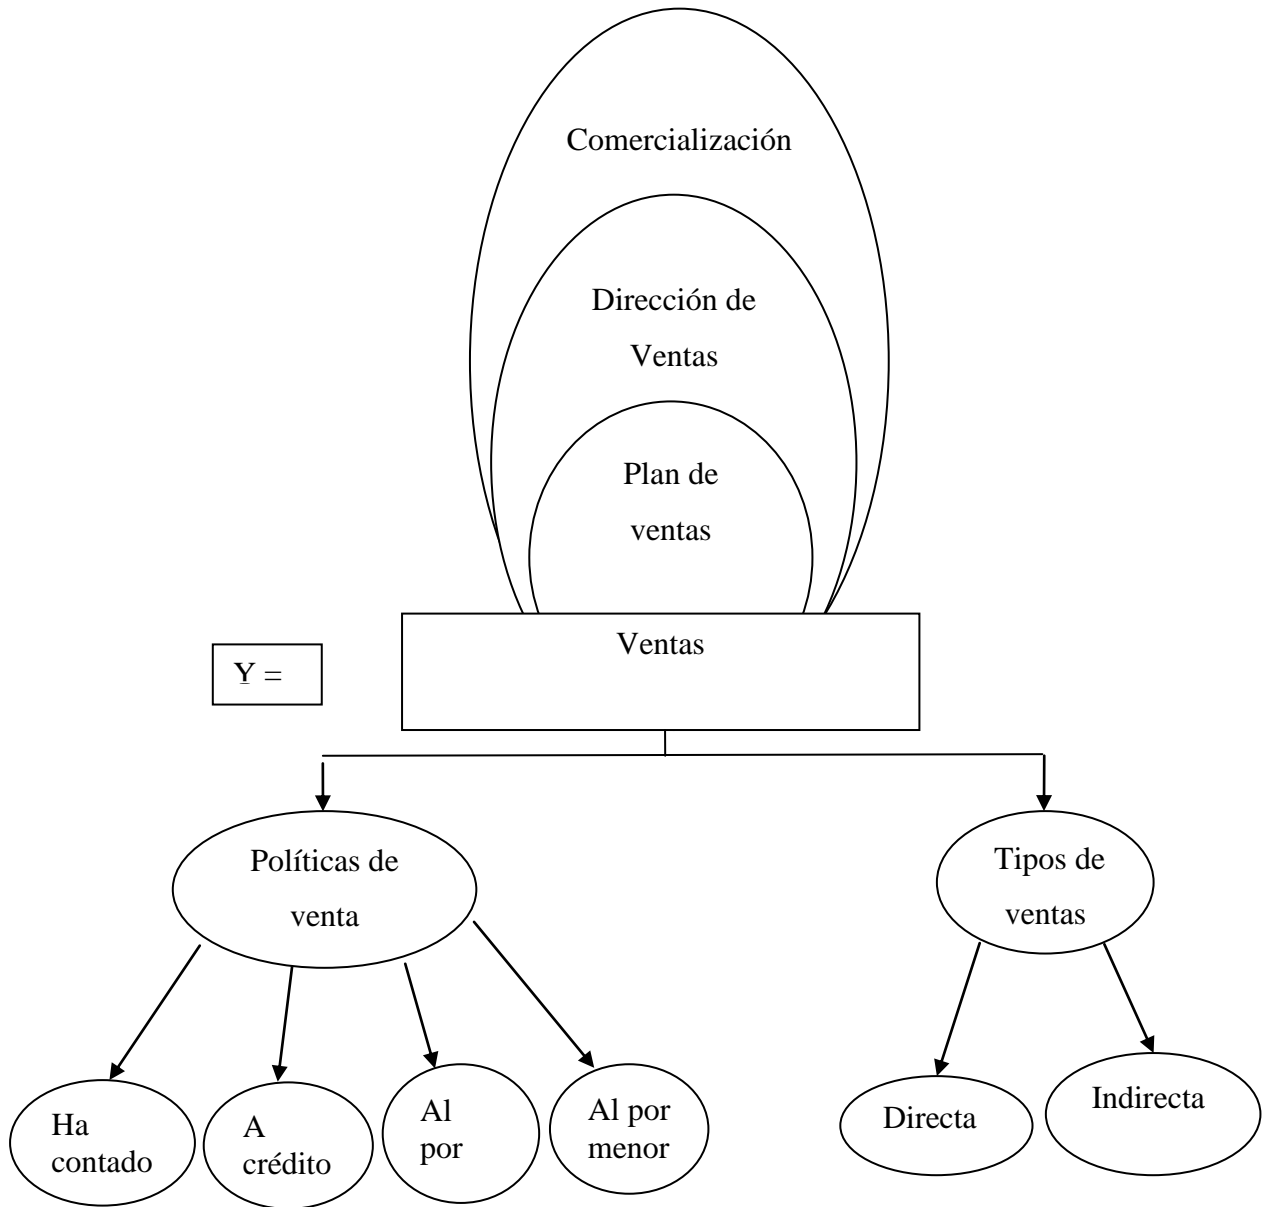 Comercialización
Dirección de
Ventas
Plan de
ventas
Ventas
Y =
Políticas de
venta
Tipos de
ventas
Ha
contado
A
crédito
Al
por
Al por
menor
Directa
Indirecta